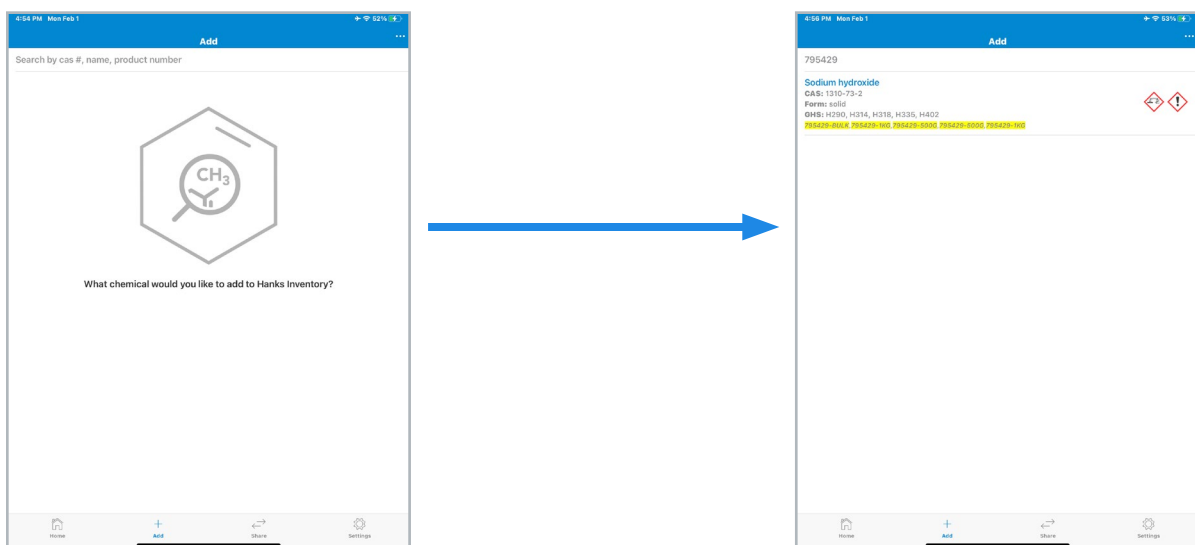 4:54 PM Mon Feb 1
52%
Add
...
Search by cas #, name, product number
CH3
What chemical would you like to add to Hanks Inventory?
Home
Add
Share
Settings
4:56 PM Mon Feb 1
53%
Add
...
795429
Sodium hydroxide
CAS: 1310-73-2
Form: solid
GHS: H290, H314, H318, H335, H402
795429-BULK,795429-1KG,795429-500G,795429-500G,795429-1KG
Home
Add
Share
Settings